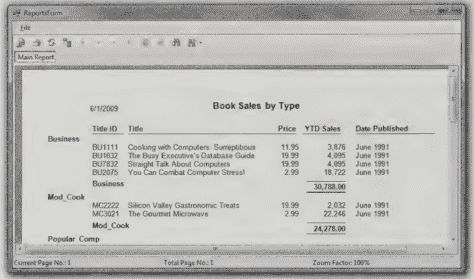 ReportsForm
File
Main Report
6/1/2009 Book Sales by Type
Title ID Title Price YTD Sales Date Published
Business
BU1111 Cooking with Computers: Surreptitious 11.95 3,876 June 1991
BU1032 The Busy Executive's Database Guide 19.99 4,095 June 1991
BU7832 Straight Talk About Computers 19.99 4,095 June 1991
BU2075 You Can Combat Computer Stress! 2.99 18,722 June 1991
Business 30,788.00
Mod_Cook
MC2222 Silicon Valley Gastronomic Treats 19.99 2,032 June 1991
MC3021 The Gourmet Microwave 2.99 22,246 June 1991
Mod_Cook 24,278.00
Popular Comp
Current Page No.: 1 Total Page No.: 1 Zoom Factor: 100%